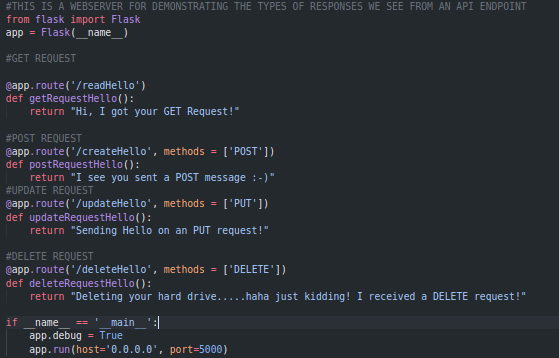 #THIS IS A WEBSERVER FOR DEMONSTRATING THE TYPES OF RESPONSES WE SEE FROM AN API ENDPOINT
from flask import Flask
app = Flask(__name__)
#GET REQUEST
@app.route('/readHello')
def getRequestHello():
    return "Hi, I got your GET Request!"
#POST REQUEST
@app.route('/createHello', methods = ['POST'])
def postRequestHello():
    return "I see you sent a POST message :-)"
#UPDATE REQUEST
@app.route('/updateHello', methods = ['PUT'])
def updateRequestHello():
    return "Sending Hello on an PUT request!"
#DELETE REQUEST
@app.route('/deleteHello', methods = ['DELETE'])
def deleteRequestHello():
    return "Deleting your hard drive.....haha just kidding! I received a DELETE request!"
if __name__ == '__main__':
    app.debug = True
    app.run(host='0.0.0.0', port=5000)